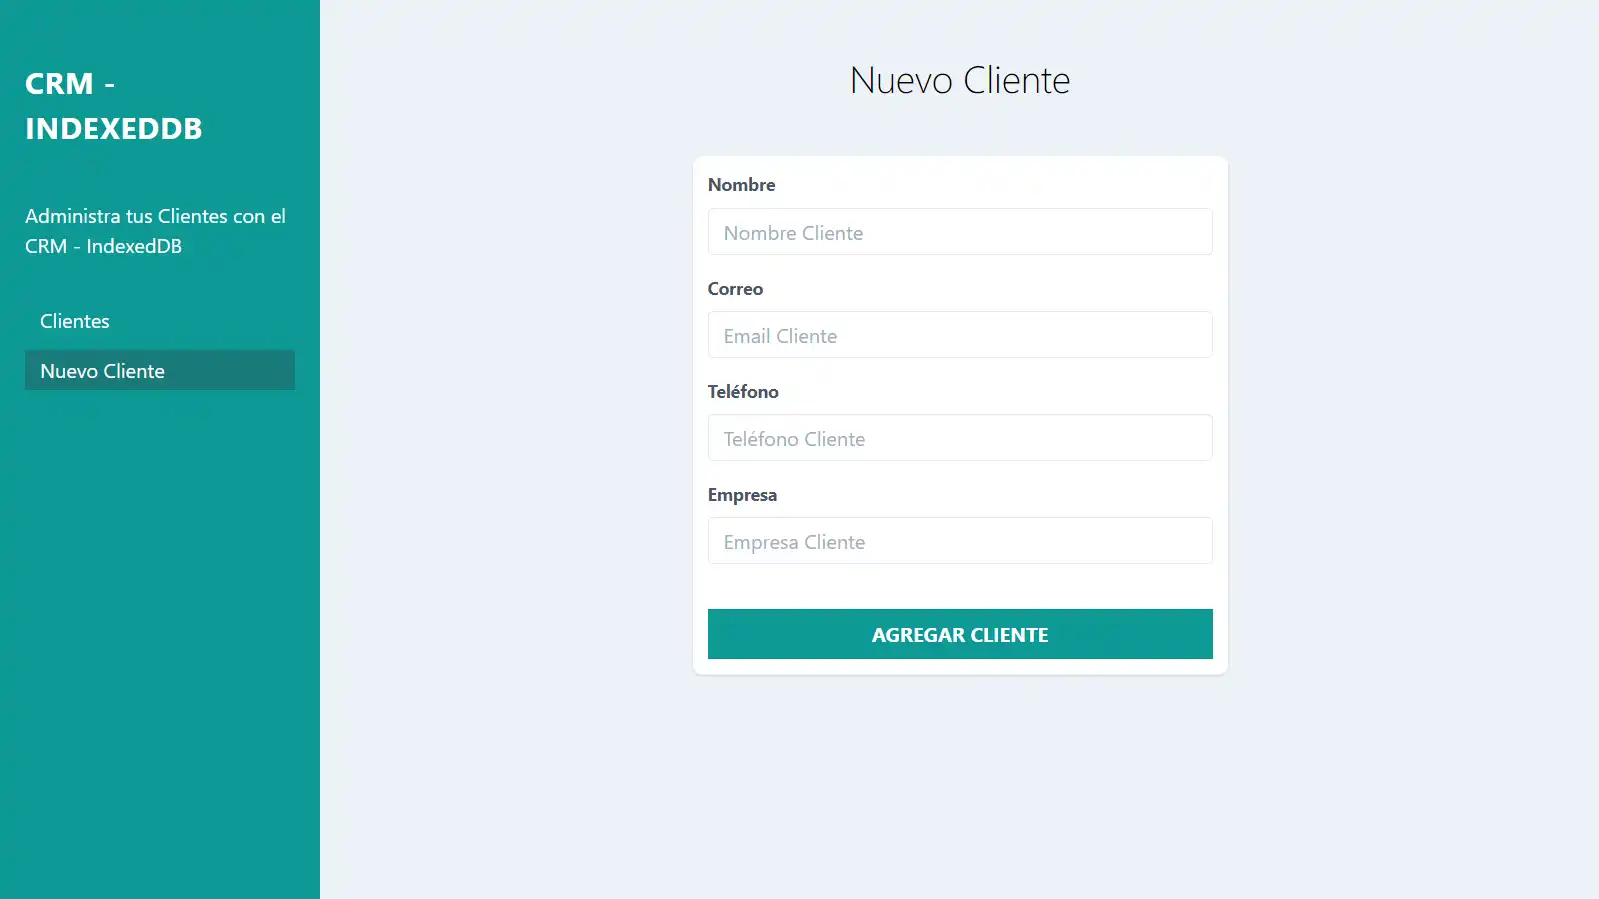 CRM -
INDEXEDDB
Administra tus Clientes con el
CRM - IndexedDB
Clientes
Nuevo Cliente
Nuevo Cliente
Nombre
Nombre Cliente
Correo
Email Cliente
Teléfono
Teléfono Cliente
Empresa
Empresa Cliente
AGREGAR CLIENTE